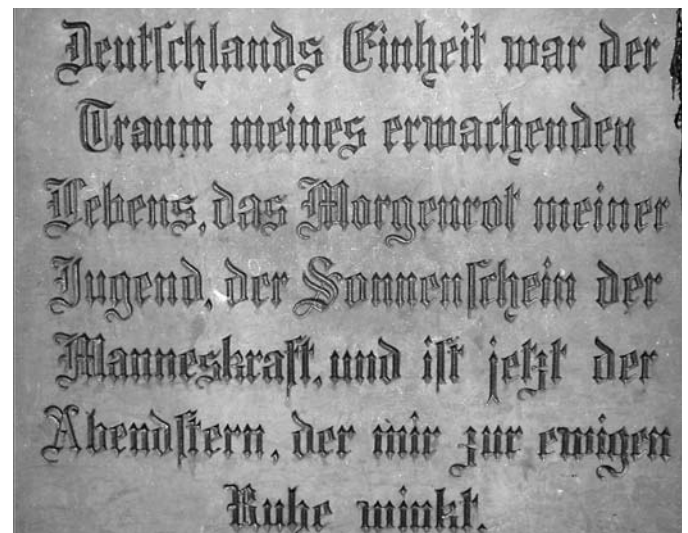 Deutſchlands Einheit war der
Traum meines erwachenden
Lebens, das Morgenrot meiner
Jugend, der Sonnenſchein der
Manneskraft, und iſt jetzt der
Abendſtern, der mir zur ewigen
Ruhe winkt.